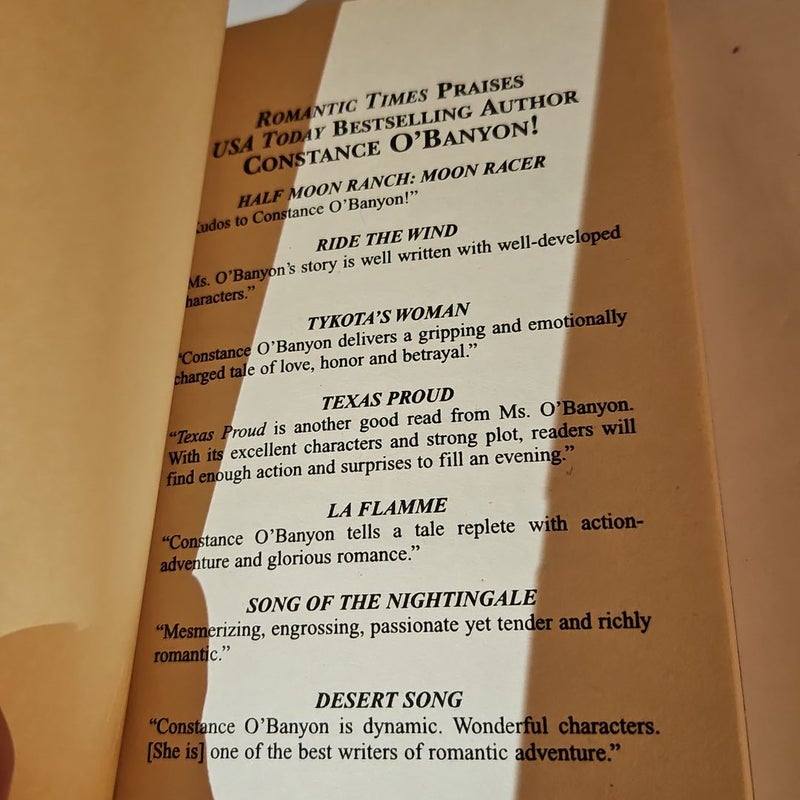 ROMANTIC TIMES PRAISES
USA TODAY BESTSELLING AUTHOR
CONSTANCE O'BANYON!
HALF MOON RANCH: MOON RACER
udos to Constance O'Banyon!"
RIDE THE WIND
Ms. O'Banyon's story is well written with well-developed
haracters."
TYKOTA'S WOMAN
"Constance O'Banyon delivers a gripping and emotionally
charged tale of love, honor and betrayal."
TEXAS PROUD
"Texas Proud is another good read from Ms. O'Banyon.
With its excellent characters and strong plot, readers will
find enough action and surprises to fill an evening."
LA FLAMME
"Constance O'Banyon tells a tale replete with action-
adventure and glorious romance."
SONG OF THE NIGHTINGALE
"Mesmerizing, engrossing, passionate yet tender and richly
romantic."
DESERT SONG
"Constance O'Banyon is dynamic. Wonderful characters.
[She is] one of the best writers of romantic adventure."